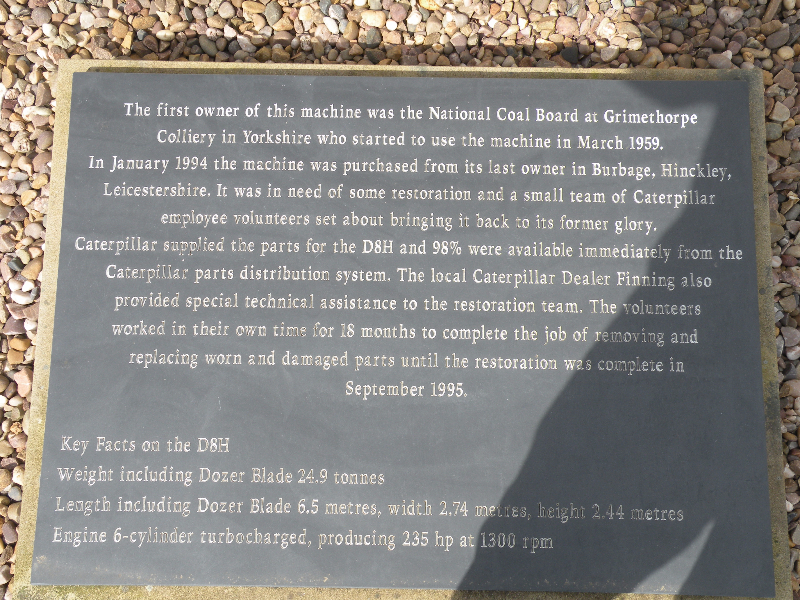 The first owner of this machine was the National Coal Board at Grimethorpe
Colliery in Yorkshire who started to use the machine in March 1959.
In January 1994 the machine was purchased from its last owner in Burbage, Hinckley,
Leicestershire. It was in need of some restoration and a small team of Caterpillar
employee volunteers set about bringing it back to its former glory.
Caterpillar supplied the parts for the D8H and 98% were available immediately from the
Caterpillar parts distribution system. The local Caterpillar Dealer Finning also
provided special technical assistance to the restoration team. The volunteers
worked in their own time for 18 months to complete the job of removing and
replacing worn and damaged parts until the restoration was complete in
September 1995.
Key Facts on the D8H
Weight including Dozer Blade 24.9 tonnes
Length including Dozer Blade 6.5 metres, width 2.74 metres, height 2.44 metres
Engine 6-cylinder turbocharged, producing 235 hp at 1300 rpm